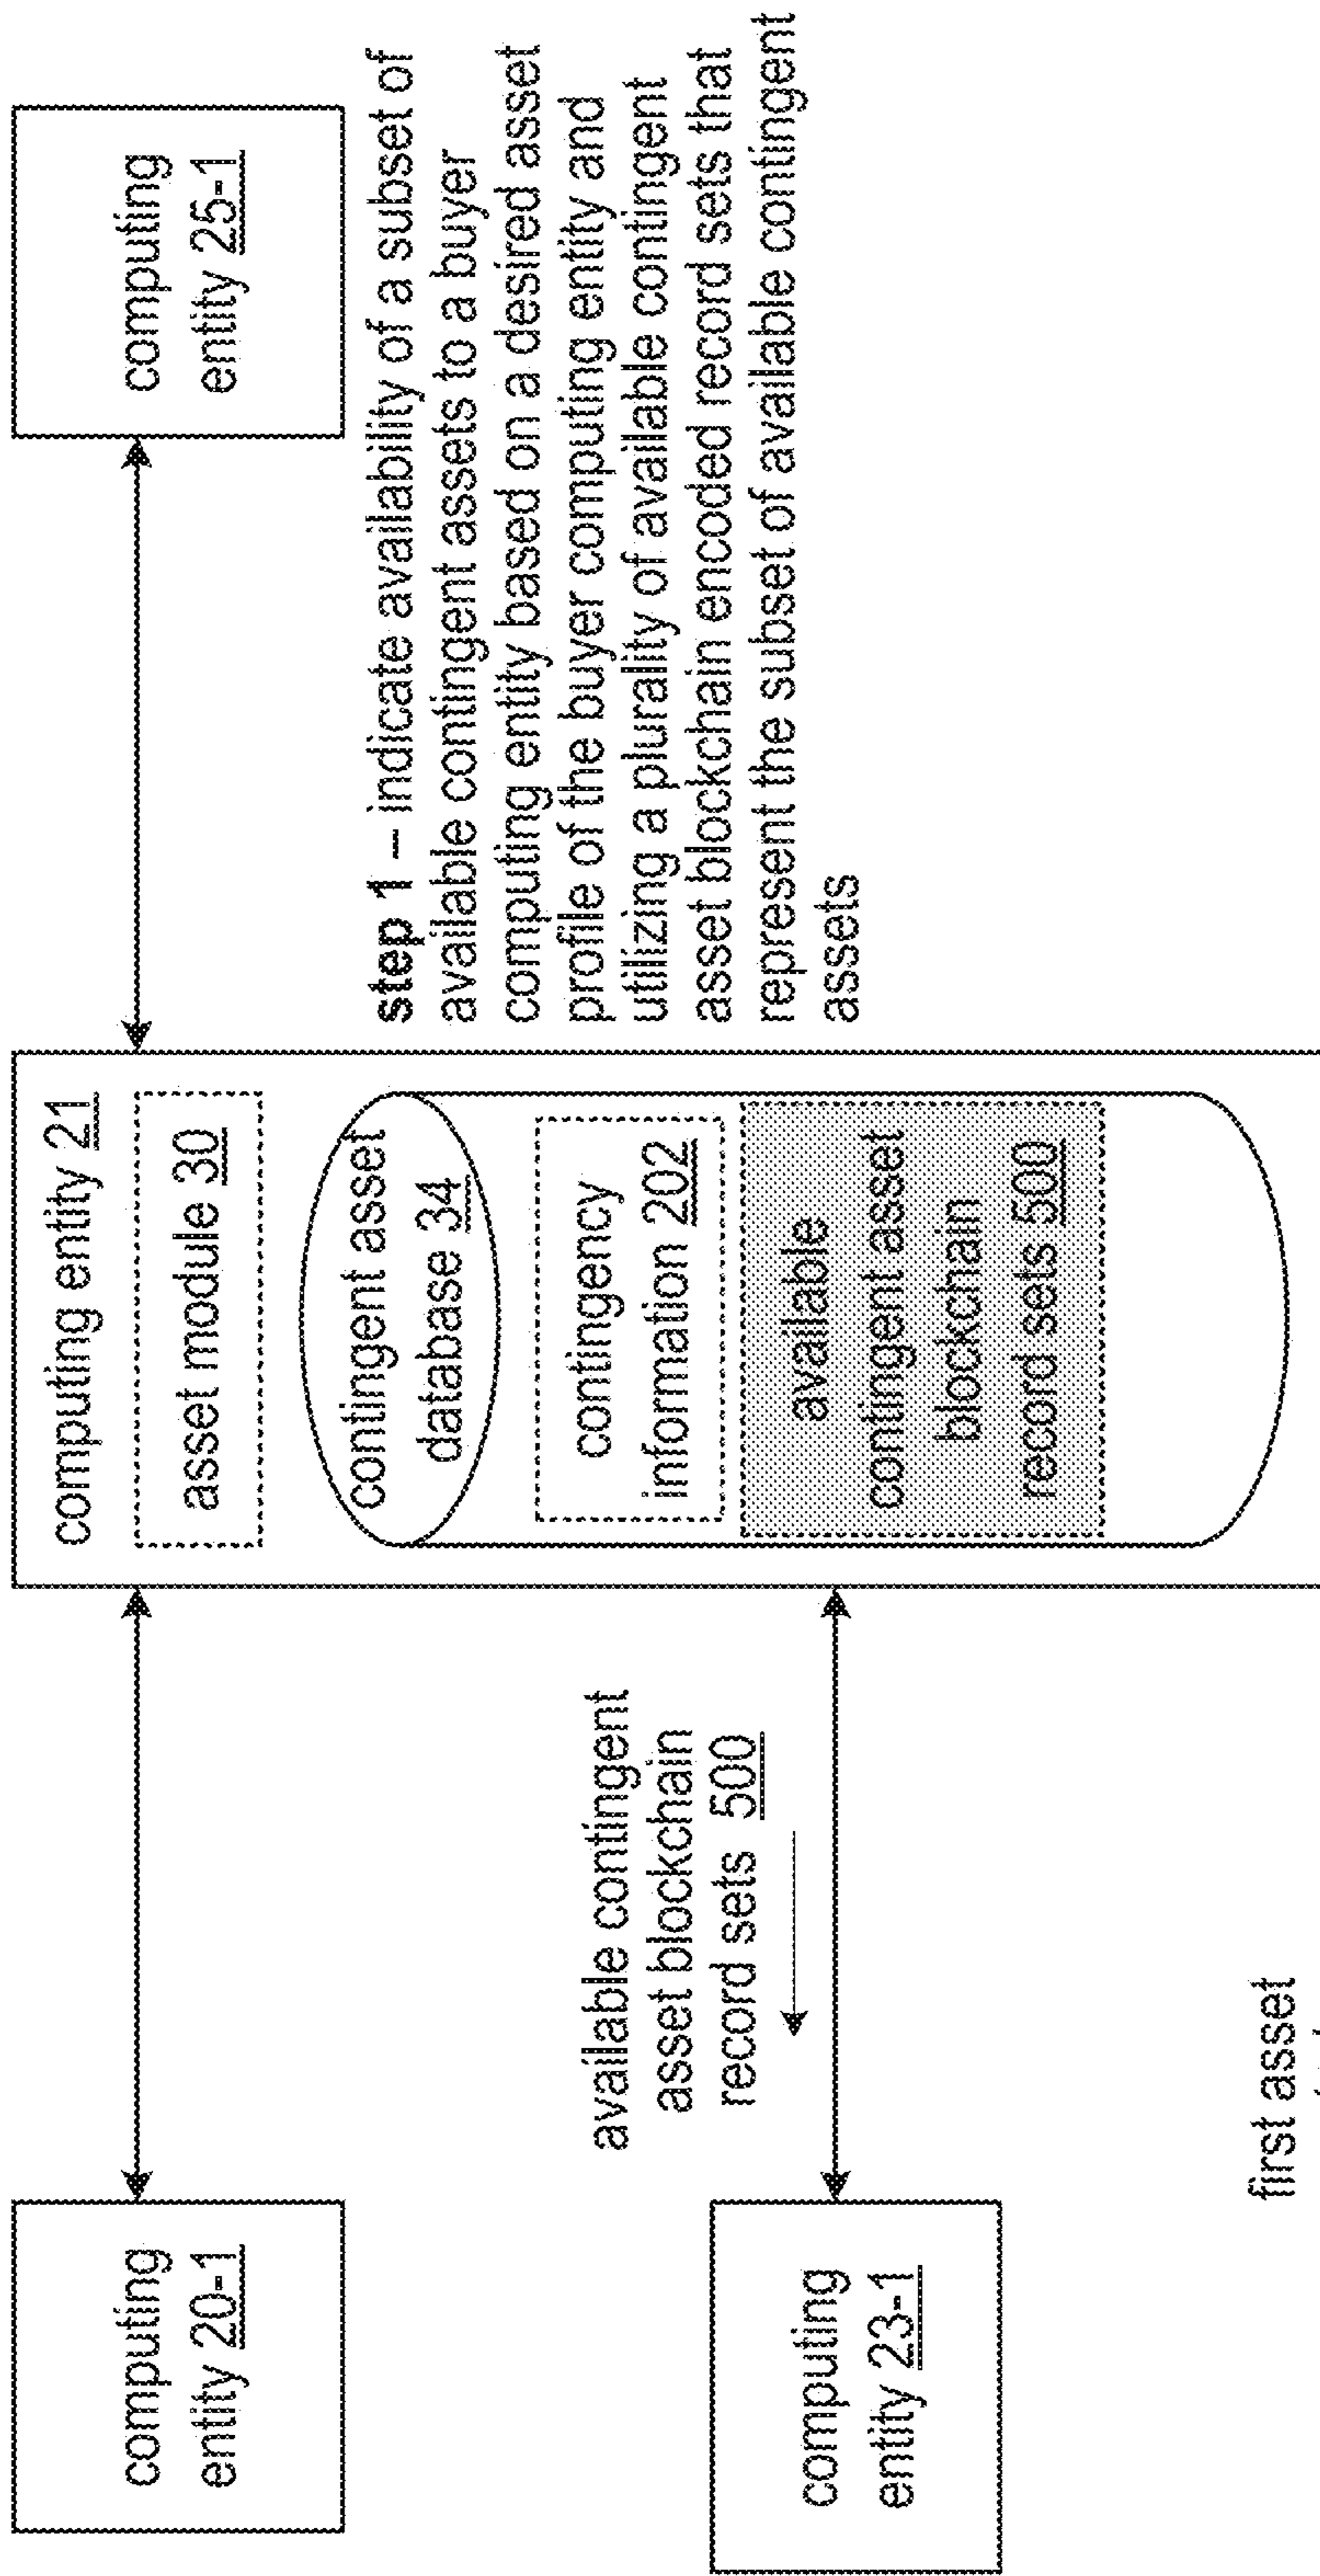 computing
entity 20-1
computing entity 21
asset module 30
contingent asset
database 34
contingency
information 202
available
contingent asset
blockchain
record sets 500
computing
entity 25-1
step 1 – indicate availability of a subset of
available contingent assets to a buyer
computing entity based on a desired asset
profile of the buyer computing entity and
utilizing a plurality of available contingent
asset blockchain encoded record sets that
represent the subset of available contingent
assets
available contingent
asset blockchain
record sets 500
computing
entity 23-1
first asset